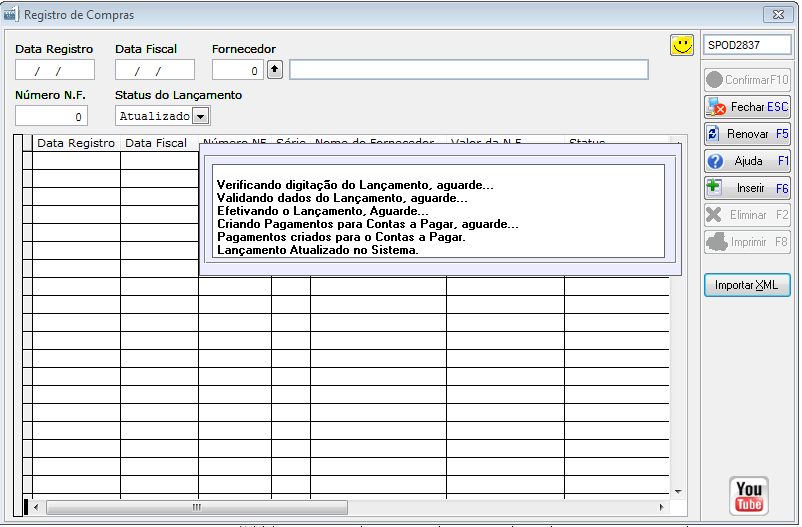 Registro de Compras
Data Registro Data Fiscal Fornecedor
/ / / / 0
SPOD2837
Número N.F. Status do Lançamento
0 Atualizado
Confirmar F10
Fechar ESC
Renovar F5
Ajuda F1
Inserir F6
Eliminar F2
Imprimir F8
Importar XML
Data Registro Data Fiscal Número NF Série Nome do Fornecedor Valor da N.F. Status
Verificando digitação do Lançamento, aguarde...
Validando dados do Lançamento, aguarde...
Efetivando o Lançamento, Aguarde...
Criando Pagamentos para Contas a Pagar, aguarde...
Pagamentos criados para o Contas a Pagar.
Lançamento Atualizado no Sistema.
You
Tube